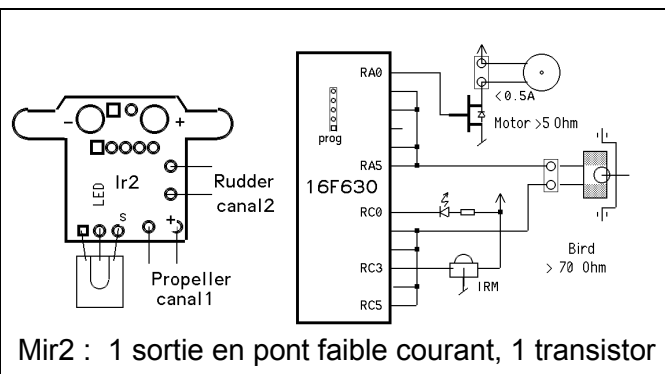 - +
Ir2
LED
S
+
Rudder
canal2
Propeller
canal1
prog
16F630
RA0
RA5
RC0
RC3
RC5
<0.5A
Motor >5 Ohm
IRM
Bird
> 70 Ohm
Mir2 : 1 sortie en pont faible courant, 1 transistor